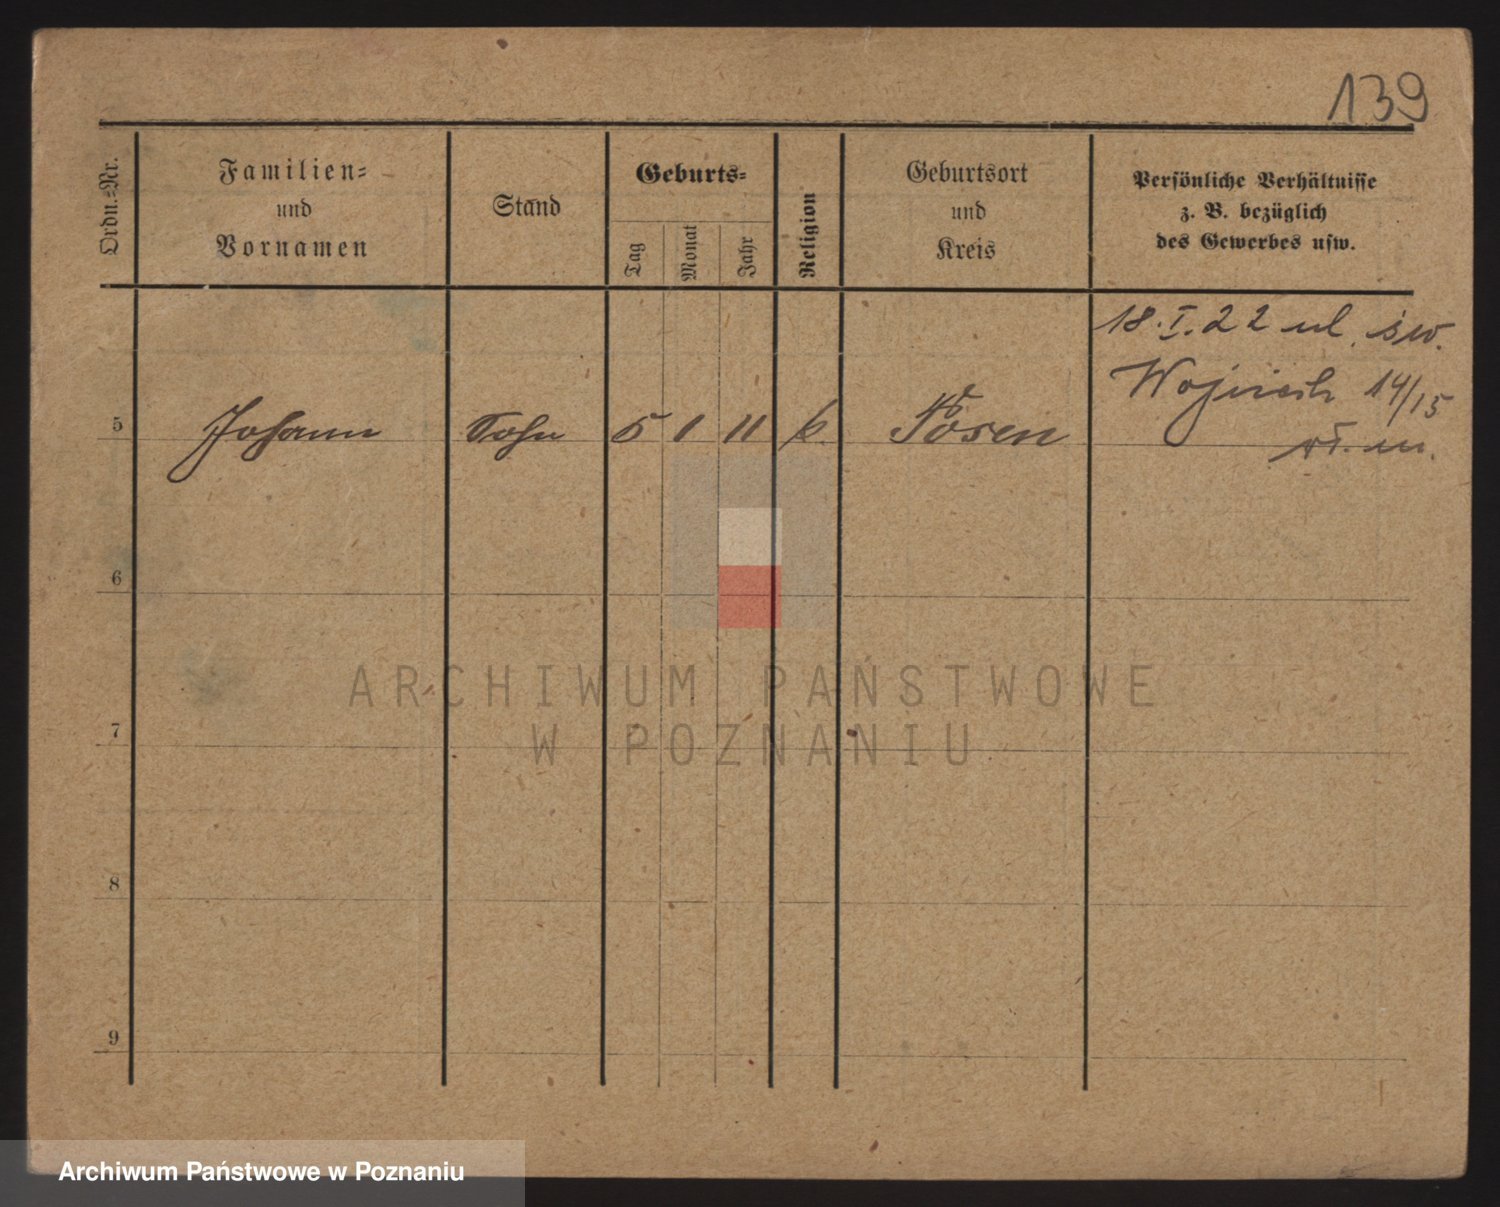 139
Ordn.-Nr.
Familien-
und
Vornamen
Stand
Geburts-
Tag
Monat
Jahr
Religion
Geburtsort
und
Kreis
Persönliche Verhältnisse
z. B. bezüglich
des Gewerbes usw.
18. I. 22 ul. św.
Wojciech 14/15
5 Johann Sohn 5 1 11 k. Posen
6
ARCHIWUM PAŃSTWOWE
7
W POZNANIU
8
9
Archiwum Państwowe w Poznaniu